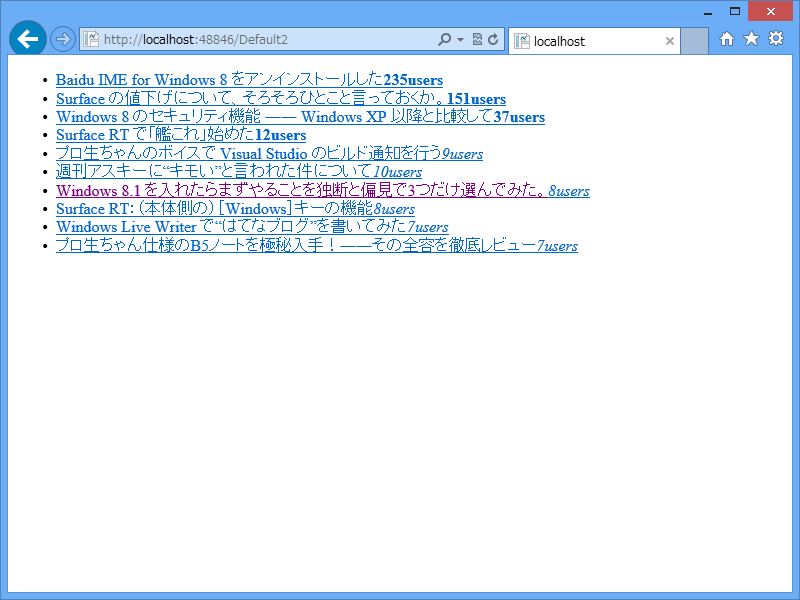 http://localhost:48846/Default2
localhost
Baidu IME for Windows 8 をアンインストールした235users
Surface の値下げについて、そろそろひとこと言っておくか。151users
Windows 8 のセキュリティ機能 ―― Windows XP 以降と比較して37users
Surface RT で「艦これ」始めた12users
プロ生ちゃんのボイスで Visual Studio のビルド通知を行う9users
週刊アスキーに“キモい”と言われた件について10users
Windows 8.1 を入れたらまずやることを独断と偏見で3つだけ選んでみた。8users
Surface RT：（本体側の）［Windows］キーの機能8users
Windows Live Writer で“はてなブログ”を書いてみた7users
プロ生ちゃん仕様のB5ノートを極秘入手！――その全容を徹底レビュー7users